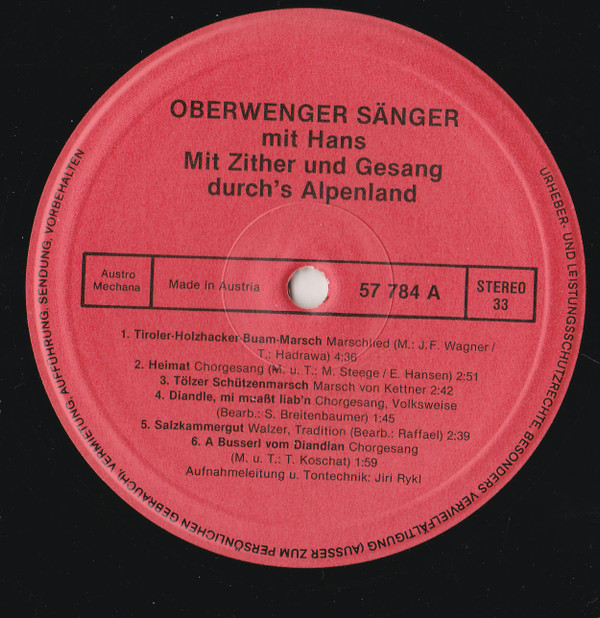 OBERWENGER SÄNGER
mit Hans
Mit Zither und Gesang
durch's Alpenland
Austro
Mechana
Made in Austria
57 784 A
STEREO
33
1. Tiroler-Holzhacker-Buam-Marsch Marschlied (M.: J.F. Wagner /
T.: Hadrawa) 4:36
2. Heimat Chorgesang (M. u. T.: M. Steege / E. Hansen) 2:51
3. Tölzer Schützenmarsch Marsch von Kettner 2:42
4. Diandle, mi muaßt liab'n Chorgesang, Volksweise
(Bearb.: S. Breitenbaumer) 1:45
5. Salzkammergut Walzer, Tradition (Bearb.: Raffael) 2:39
6. A Busserl vom Diandlan Chorgesang
(M. u. T.: T. Koschat) 1:59
Aufnahmeleitung u. Tontechnik: Jiri Rykl
URHEBER- UND LEISTUNGSSCHUTZRECHTE, BESONDERS VERVIELFÄLTIGUNG (AUSSER ZUM PERSÖNLICHEN GEBRAUCH), VERMIETUNG, AUFFÜHRUNG, SENDUNG, VORBEHALTEN